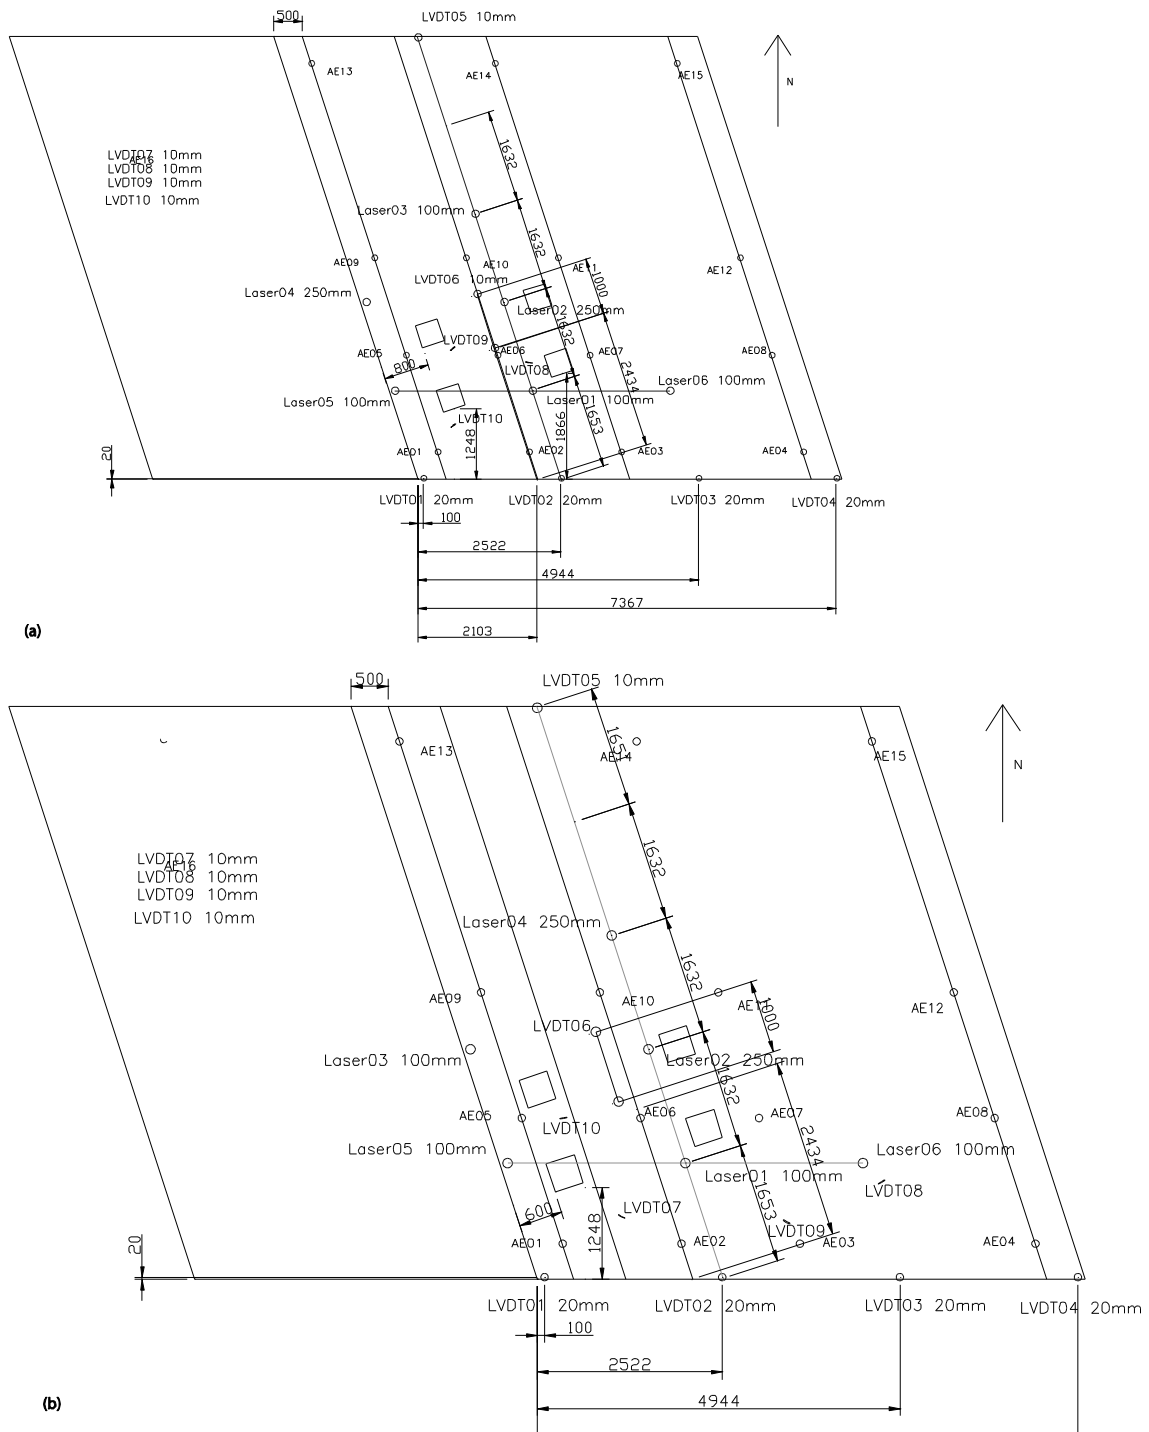 500
LVDT05 10mm
AE13
AE14
AE15
N
1632
LVDT07 10mm
AE16
LVDT08 10mm
LVDT09 10mm
LVDT10 10mm
Laser03 100mm
1632
AE09
AE10
AE11
AE12
LVDT06 10mm
1000
Laser04 250mm
Laser02 250mm
1632
LVDT09
AE05
AE06
AE07
AE08
800
LVDT08
2434
Laser06 100mm
Laser05 100mm
Laser01 100mm
LVDT10
1653
1866
1248
AE01
AE02
AE03
AE04
20
LVDT01 20mm
LVDT02 20mm
LVDT03 20mm
LVDT04 20mm
100
2522
4944
7367
2103
(a)
500
LVDT05 10mm
AE13
AE14
AE15
N
1632
LVDT07 10mm
AE16
LVDT08 10mm
LVDT09 10mm
LVDT10 10mm
Laser04 250mm
1632
AE09
AE10
AE12
1000
LVDT06
Laser03 100mm
Laser02 250mm
1632
AE05
AE06
AE07
AE08
LVDT10
2434
Laser05 100mm
Laser06 100mm
Laser01 100mm
LVDT08
1653
600
LVDT07
LVDT09
1248
AE01
AE02
AE03
AE04
20
LVDT01 20mm
LVDT02 20mm
LVDT03 20mm
LVDT04 20mm
100
2522
4944
(b)